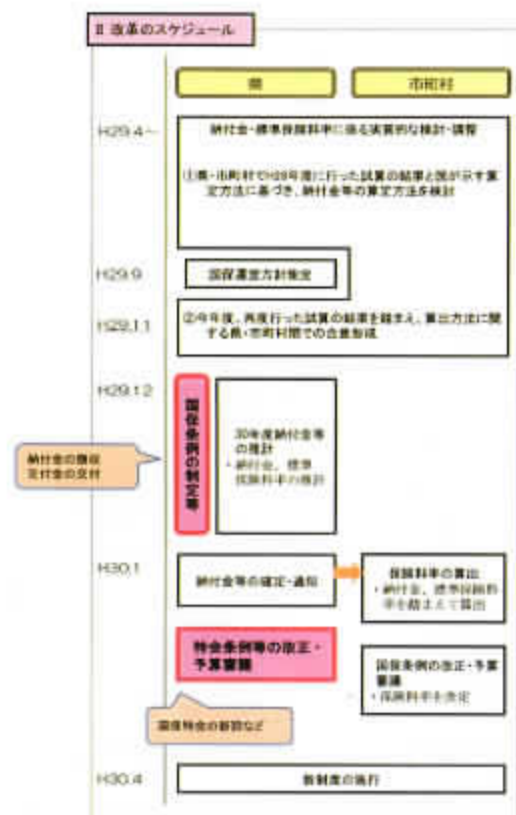 Ⅱ 改革のスケジュール
県
市町村
H29.4～
納付金・標準保険料率に係る実質的な検討・調整
①県・市町村でH28年度に行った試算の結果と国が示す算
定方法に基づき、納付金等の算定方法を検討
H29.9
国保運営方針策定
H29.11
②今年度、再度行った試算の結果を踏まえ、算出方法に関
する県・市町村間での合意形成
H29.12
国保条例の制定等
30年度納付金等
の推計
・納付金、標準
保険料率の推計
納付金の徴収
交付金の交付
H30.1
納付金等の確定・通知
保険料率の算出
・納付金、標準保険料
率を踏まえて算出
特会条例等の改正・
予算審議
国保条例の改正・予算
審議
・保険料率を決定
国保特会の新設など
H30.4
新制度の施行